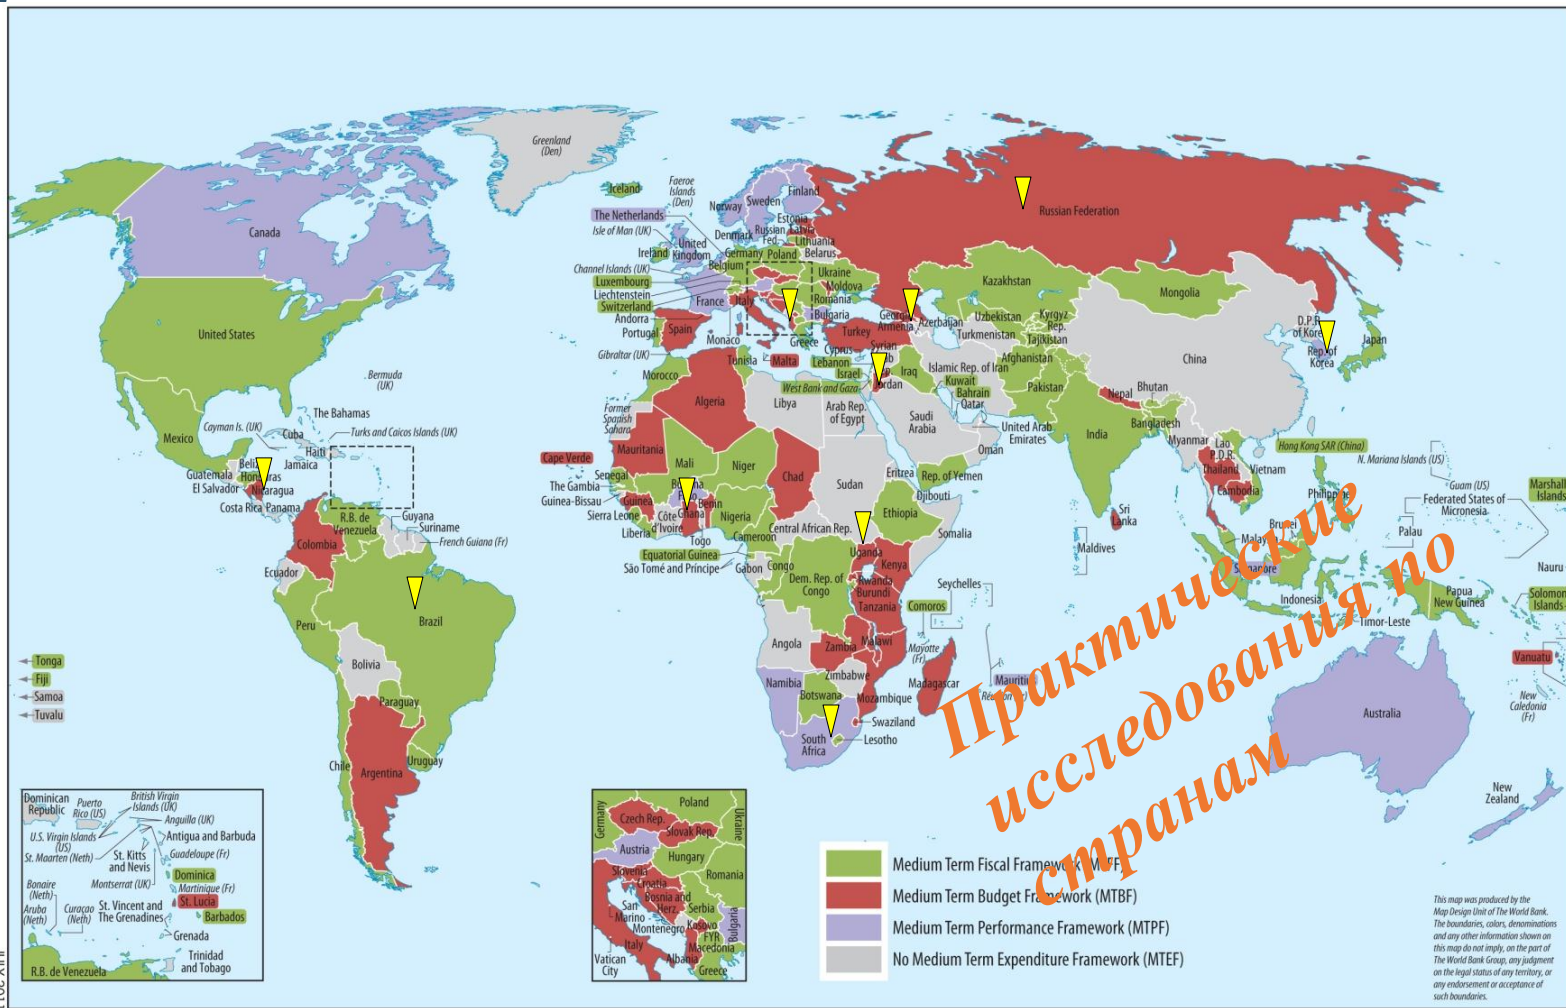 Greenland
(Den)
Iceland
Faeroe
Islands
(Den)
Norway
Sweden
Finland
Russian Federation
The Netherlands
Isle of Man (UK)
Denmark
Estonia
Russian
Fed.
Latvia
Lithuania
Belarus
Canada
Ireland
United
Kingdom
Germany
Poland
Belgium
Channel Islands (UK)
Luxembourg
Liechtenstein
Switzerland
Andorra
Portugal
Spain
France
Italy
Monaco
Ukraine
Moldova
Romania
Bulgaria
Greece
Gibraltar (UK)
Malta
Tunisia
Morocco
Turkey
Cyprus
Lebanon
Israel
West Bank and Gaza
Syrian
Iraq
Armenia
Azerbaijan
Kazakhstan
Uzbekistan
Turkmenistan
Kyrgyz
Rep.
Tajikistan
Afghanistan
Islamic Rep. of Iran
Pakistan
Kuwait
Bahrain
Qatar
Saudi
Arabia
United Arab
Emirates
Oman
Rep. of Yemen
Mongolia
China
D.P.R.
of Korea
Rep. of
Korea
Japan
Nepal
Bhutan
Bangladesh
India
Myanmar
Lao
P.D.R.
Thailand
Cambodia
Vietnam
Hong Kong SAR (China)
N. Mariana Islands (US)
Guam (US)
Federated States of
Micronesia
Marshall
Islands
Palau
Nauru
Solomon
Islands
Sri
Lanka
Maldives
Indonesia
Papua
New Guinea
Timor-Leste
Singapore
Vanuatu
New
Caledonia
(Fr)
Australia
New
Zealand
United States
Bermuda
(UK)
Mexico
The Bahamas
Cayman Is. (UK)
Cuba
Turks and Caicos Islands (UK)
Haiti
Jamaica
Guatemala
El Salvador
Nicaragua
Costa Rica
Panama
R.B. de
Venezuela
Guyana
Suriname
French Guiana (Fr)
Colombia
Ecuador
Peru
Brazil
Bolivia
Paraguay
Chile
Argentina
Uruguay
Tonga
Fiji
Samoa
Tuvalu
Former
Spanish
Sahara
Algeria
Libya
Arab Rep.
of Egypt
Cape Verde
Mauritania
Mali
Niger
Chad
Sudan
Eritrea
Djibouti
Ethiopia
Somalia
Senegal
The Gambia
Guinea-Bissau
Guinea
Sierra Leone
Liberia
Côte
d'Ivoire
Ghana
Togo
Benin
Nigeria
Cameroon
Central African Rep.
Equatorial Guinea
São Tomé and Príncipe
Gabon
Congo
Dem. Rep. of
Congo
Uganda
Kenya
Rwanda
Burundi
Tanzania
Seychelles
Comoros
Mayotte
(Fr)
Angola
Zambia
Malawi
Zimbabwe
Mozambique
Madagascar
Namibia
Botswana
South
Africa
Swaziland
Lesotho
Практические
исследования по
странам
Dominican
Republic
Puerto
Rico (US)
British Virgin
Islands (UK)
Anguilla (UK)
U.S. Virgin Islands
(US)
St. Maarten (Neth)
St. Kitts
and Nevis
Antigua and Barbuda
Guadeloupe (Fr)
Montserrat (UK)
Dominica
Martinique (Fr)
St. Lucia
Barbados
Bonaire
(Neth)
Aruba
(Neth)
Curaçao
(Neth)
St. Vincent and
The Grenadines
Grenada
Trinidad
and Tobago
R.B. de Venezuela
Germany
Poland
Czech Rep.
Slovak Rep.
Ukraine
Austria
Hungary
Romania
Slovenia
Croatia
Bosnia and
Herz.
San
Marino
Serbia
Montenegro
Kosovo
Bulgaria
Italy
FYR
Macedonia
Albania
Vatican
City
Greece
Medium Term Fiscal Framework
Medium Term Budget Framework (MTBF)
Medium Term Performance Framework (MTPF)
No Medium Term Expenditure Framework (MTEF)
This map was produced by the
Map Design Unit of The World Bank.
The boundaries, colors, denominations
and any other information shown on
this map do not imply, on the part of
The World Bank Group, any judgment
on the legal status of any territory, or
any endorsement or acceptance of
such boundaries.